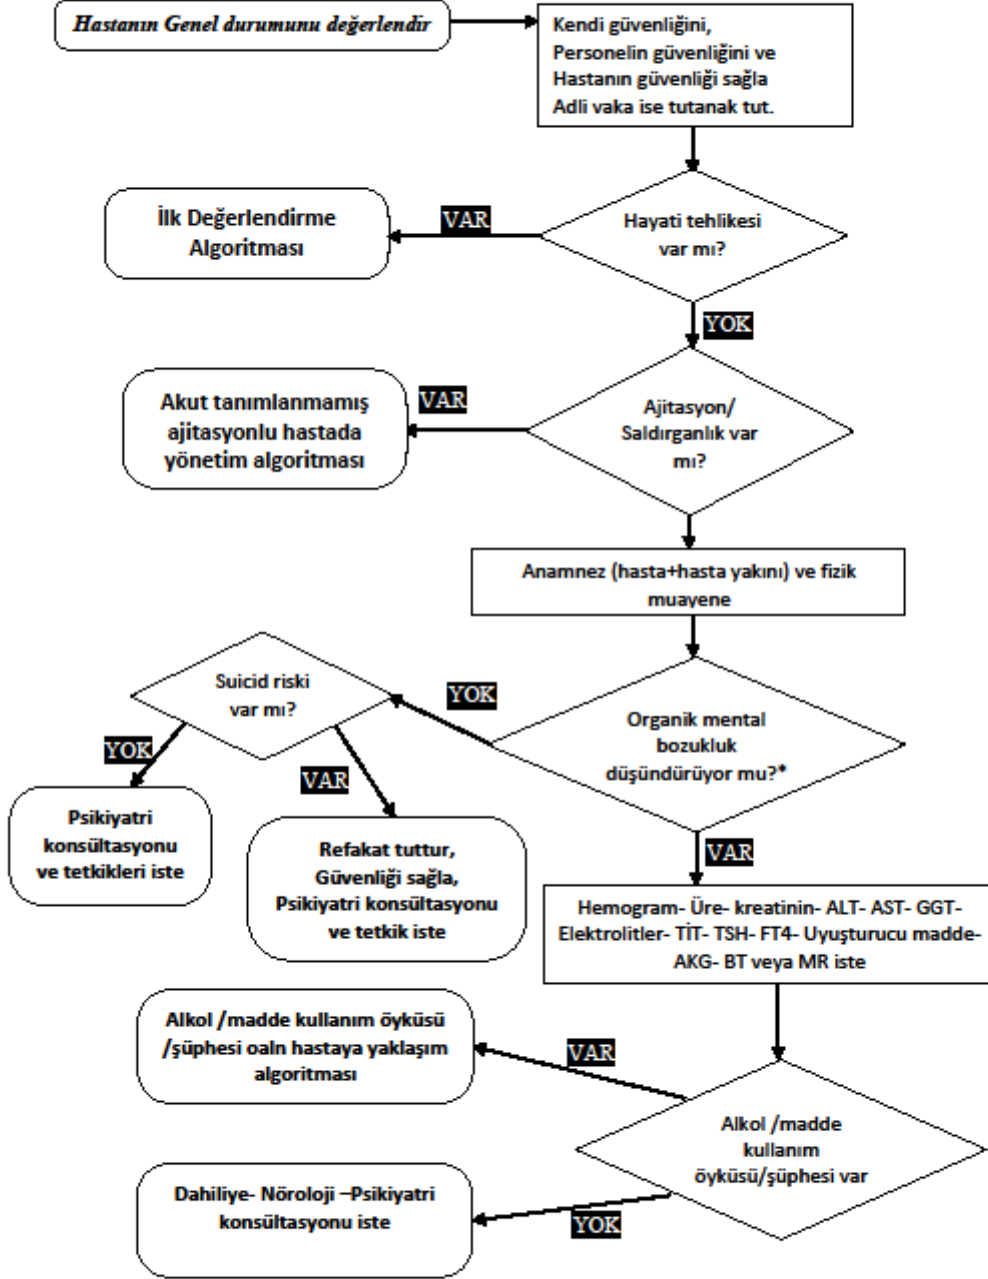 Hastanın Genel durumunu değerlendir
Kendi güvenliğini,
Personelin güvenliğini ve
Hastanın güvenliği sağla
Adli vaka ise tutanak tut.
Hayati tehlikesi
var mı?
VAR
İlk Değerlendirme
Algoritması
YOK
Ajitasyon/
Saldırganlık var
mı?
VAR
Akut tanımlanmamış
ajitasyonlu hastada
yönetim algoritması
Anamnez (hasta+hasta yakını) ve fizik
muayene
Organik mental
bozukluk
düşündürüyor mu?*
YOK
Suicid riski
var mı?
YOK
Psikiyatri
konsültasyonu
ve tetkikleri iste
VAR
Refakat tuttur,
Güvenliği sağla,
Psikiyatri konsültasyonu
ve tetkik iste
VAR
Hemogram- Üre- kreatinin- ALT- AST- GGT-
Elektrolitler- TİT- TSH- FT4- Uyuşturucu madde-
AKG- BT veya MR iste
Alkol /madde
kullanım
öyküsü/şüphesi var
VAR
Alkol /madde kullanım öyküsü
/şüphesi oaln hastaya yaklaşım
algoritması
YOK
Dahiliye- Nöroloji –Psikiyatri
konsültasyonu iste